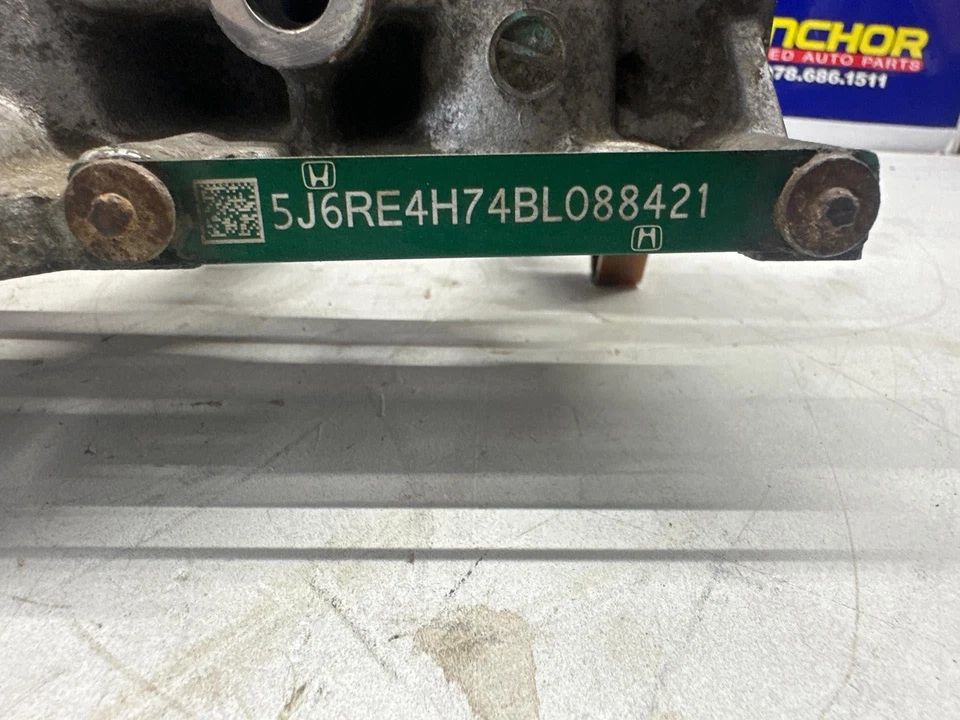 NCHOR
ED AUTO PARTS
78.686.1511
5J6RE4H74BL088421